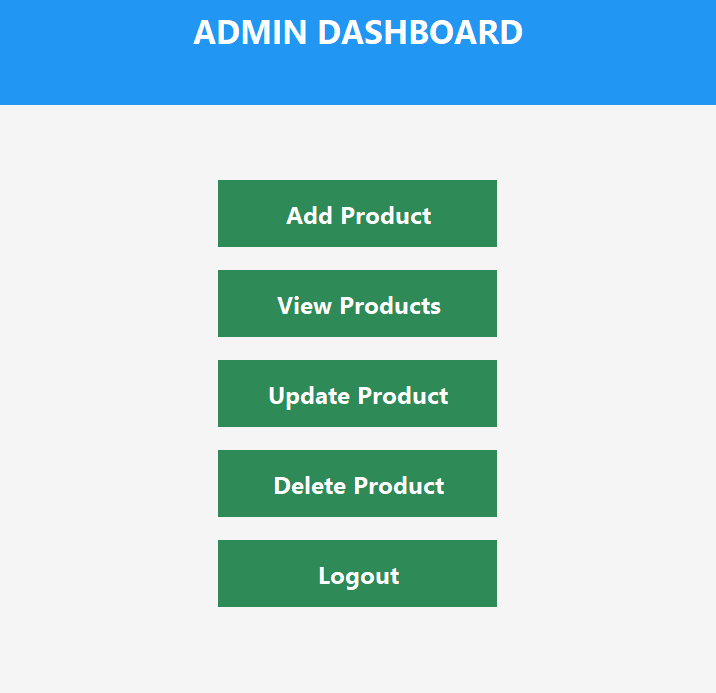 ADMIN DASHBOARD
Add Product
View Products
Update Product
Delete Product
Logout